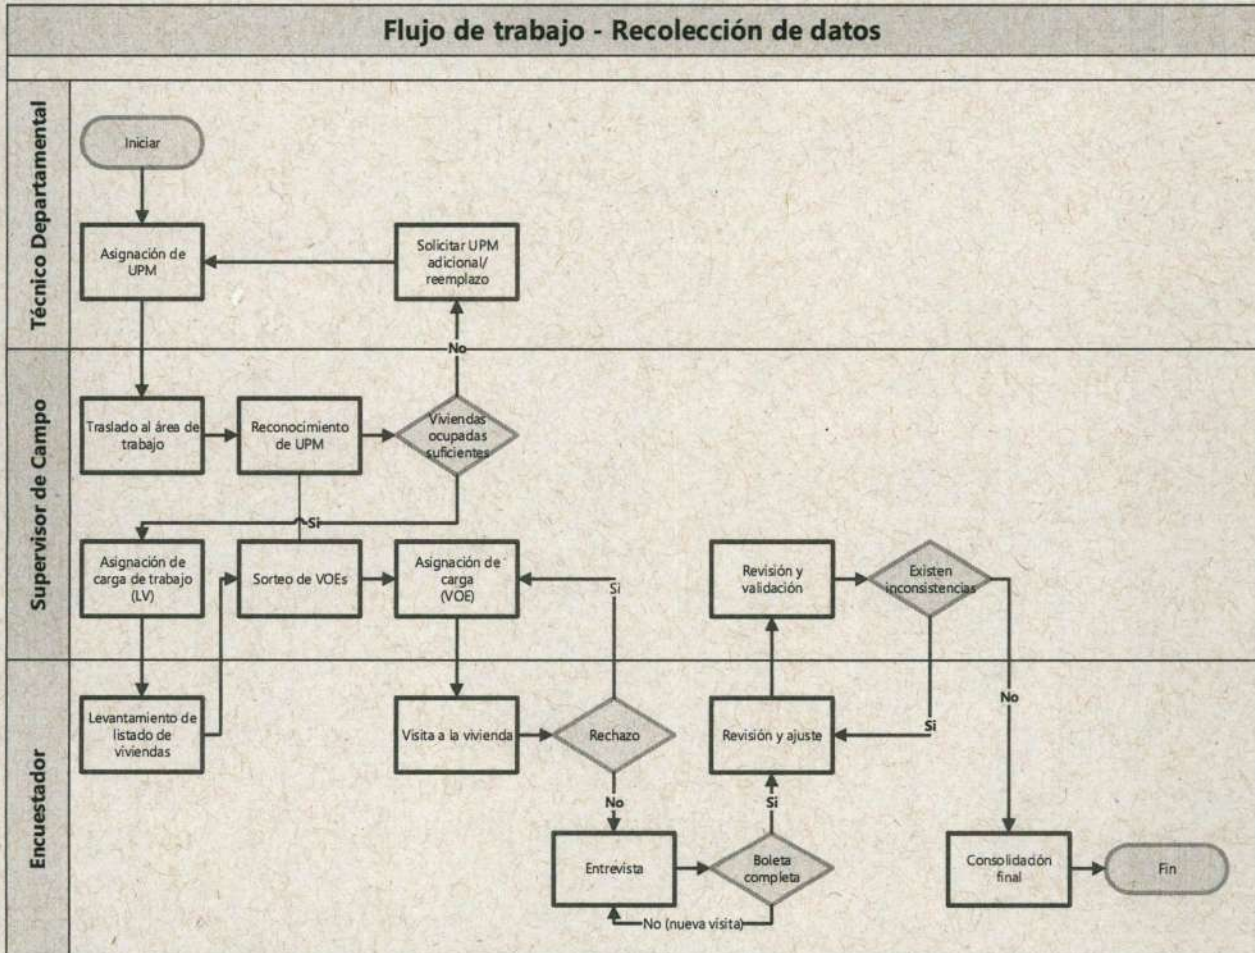 Flujo de trabajo - Recolección de datos
Técnico Departamental
Iniciar
Asignación de
UPM
Solicitar UPM
adicional/
reemplazo
No
Supervisor de Campo
Traslado al área de
trabajo
Reconocimiento
de UPM
Viviendas
ocupadas
suficientes
Si
Asignación de
carga de trabajo
(LV)
Sorteo de VOEs
Asignación de
carga
(VOE)
Si
Revisión y
validación
Existen
inconsistencias
Encuestador
Levantamiento de
listado de
viviendas
Visita a la vivienda
Rechazo
Revisión y ajuste
Si
No
No
Si
Entrevista
Boleta
completa
No (nueva visita)
Consolidación
final
Fin